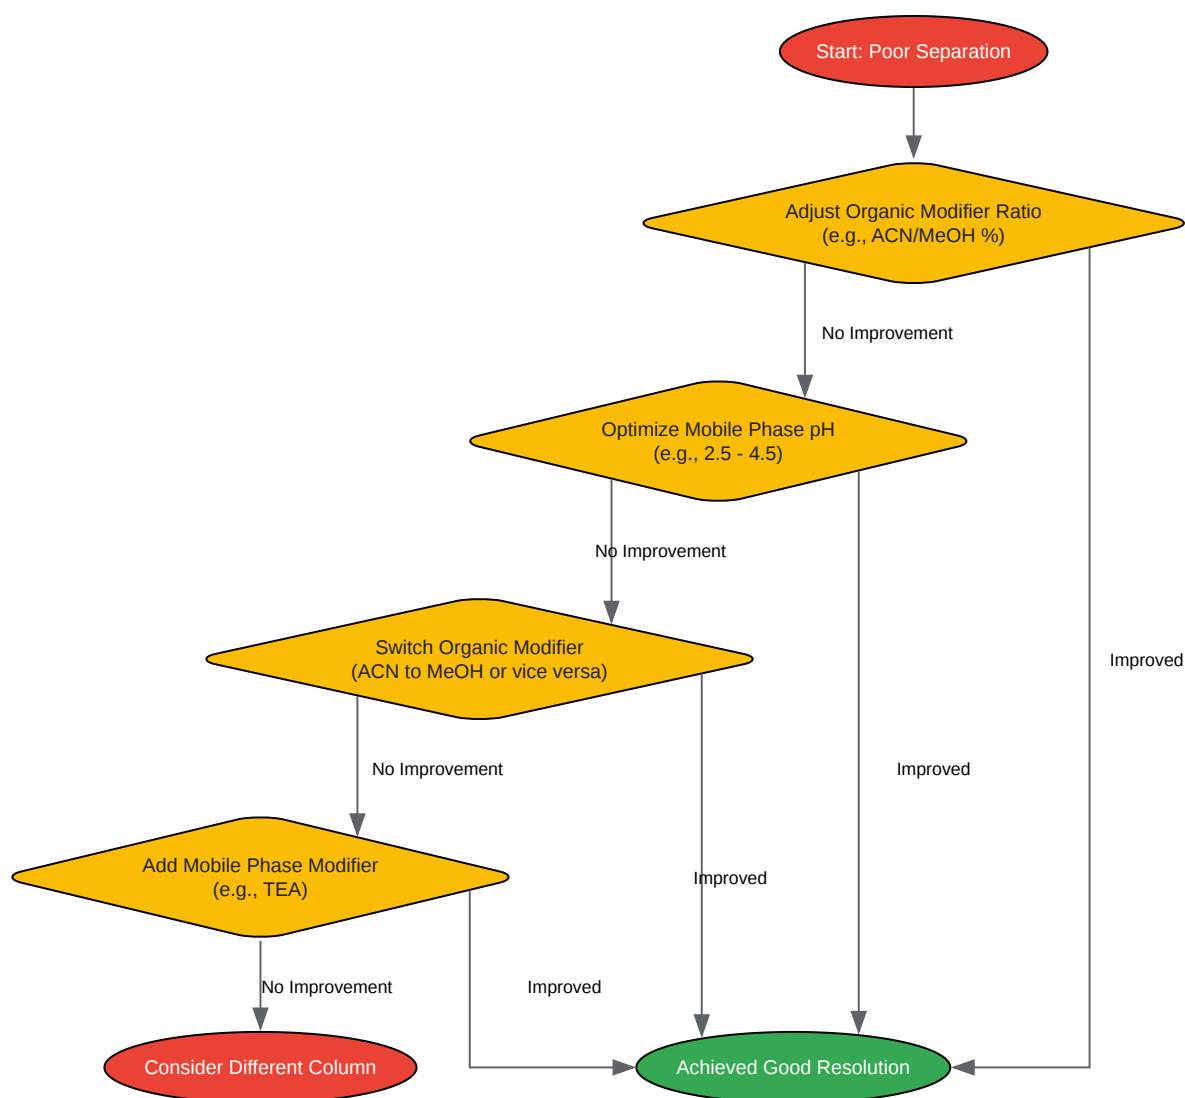 Start: Poor Separation
Adjust Organic Modifier Ratio
(e.g., ACN/MeOH %)
No Improvement
Optimize Mobile Phase pH
(e.g., 2.5 - 4.5)
No Improvement
Switch Organic Modifier
(ACN to MeOH or vice versa)
Improved
No Improvement
Improved
Add Mobile Phase Modifier
(e.g., TEA)
Improved
No Improvement
Improved
Consider Different Column
Achieved Good Resolution